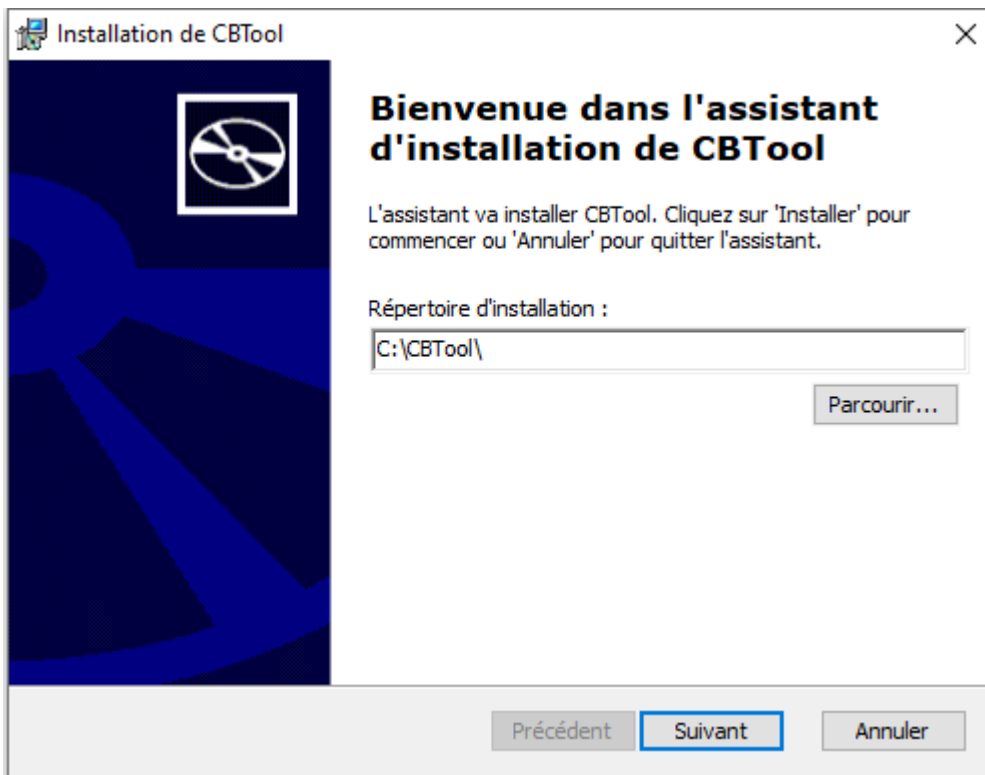 Installation de CBTool
Bienvenue dans l'assistant
d'installation de CBTool
L'assistant va installer CBTool. Cliquez sur 'Installer' pour
commencer ou 'Annuler' pour quitter l'assistant.
Répertoire d'installation :
C:\CBTool\
Parcourir...
Précédent Suivant Annuler